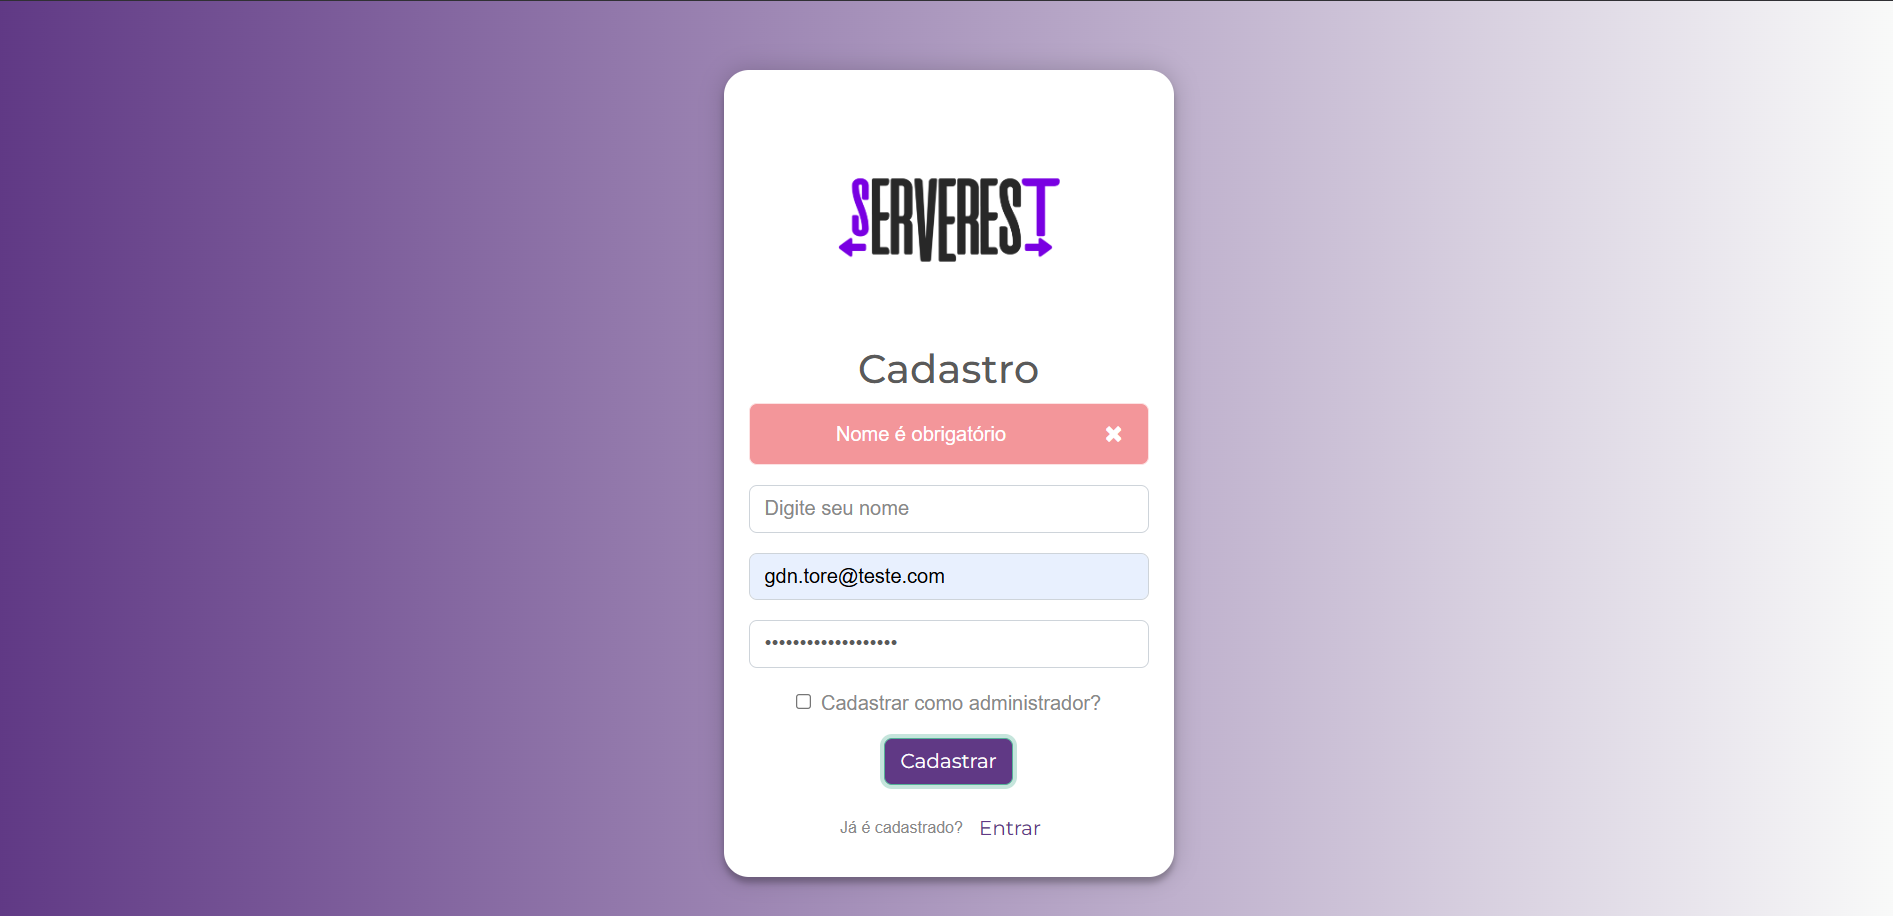 SERVEREST
Cadastro
Nome é obrigatório ✖
Digite seu nome
gdn.tore@teste.com
•••••••••••••••••••
Cadastrar como administrador?
Cadastrar
Já é cadastrado? Entrar